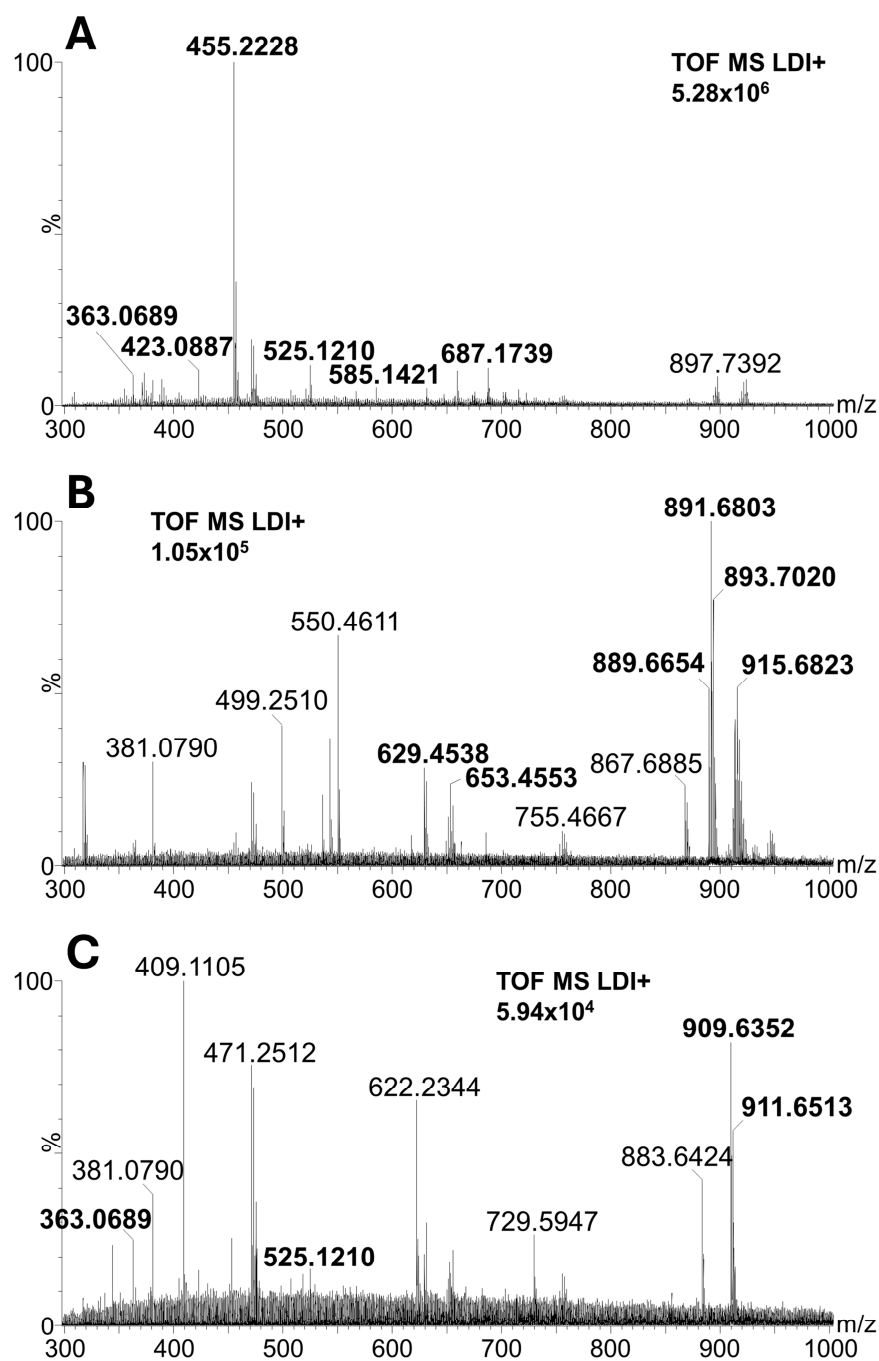 A
455.2228
TOF MS LDI+
5.28x10⁶
100
%
363.0689
423.0887
525.1210
585.1421
687.1739
897.7392
0
m/z
300 400 500 600 700 800 900 1000
B
TOF MS LDI+
1.05x10⁵
100
891.6803
893.7020
550.4611
889.6654
915.6823
%
499.2510
381.0790
629.4538
653.4553
867.6885
755.4667
0
m/z
300 400 500 600 700 800 900 1000
C
409.1105
TOF MS LDI+
5.94x10⁴
100
909.6352
471.2512
622.2344
911.6513
%
381.0790
883.6424
363.0689
729.5947
525.1210
0
m/z
300 400 500 600 700 800 900 1000